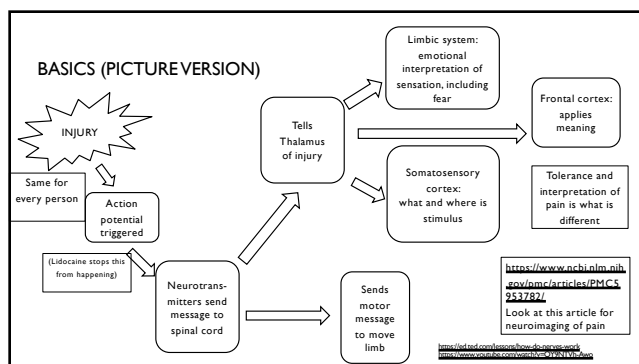 BASICS (PICTURE VERSION)
INJURY
Same for
every person
Action
potential
triggered
(Lidocaine stops this
from happening)
Neurotrans-
mitters send
message to
spinal cord
Tells
Thalamus
of injury
Sends
motor
message
to move
limb
Limbic system:
emotional
interpretation of
sensation, including
fear
Somatosensory
cortex:
what and where is
stimulus
Frontal cortex:
applies
meaning
Tolerance and
interpretation of
pain is what is
different
https://www.ncbi.nlm.nih
.gov/pmc/articles/PMC5
953782/
Look at this article for
neuroimaging of pain
https://ed.ted.com/lessons/how-do-nerves-work